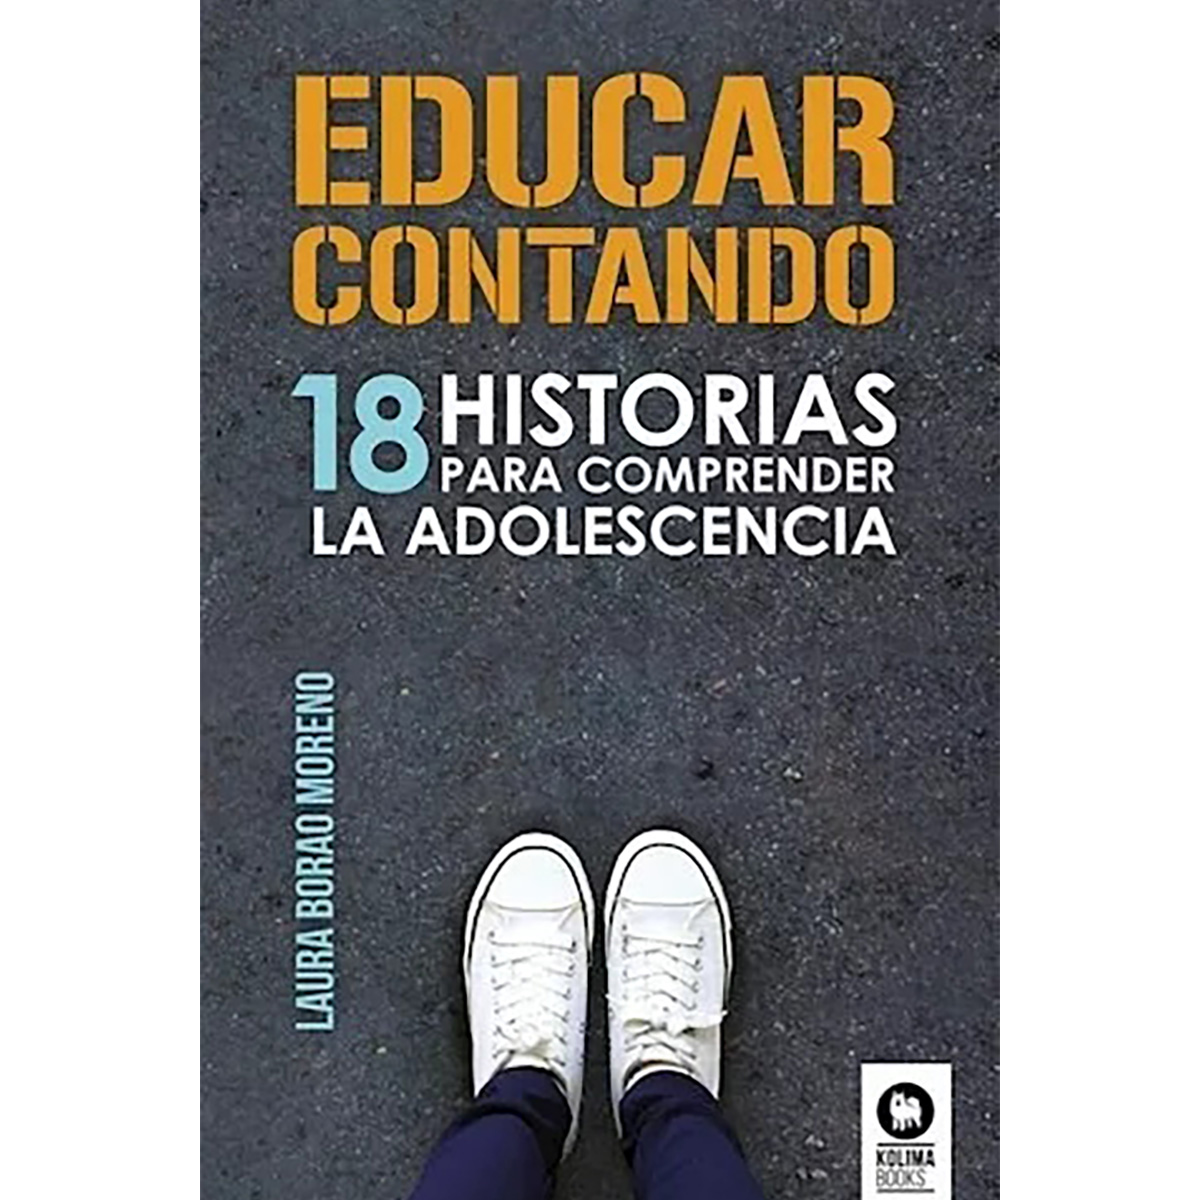 EDUCAR
CONTANDO
18 HISTORIAS
PARA COMPRENDER
LA ADOLESCENCIA
LAURA BORAO MORENO
KOLIMA
BOOKS